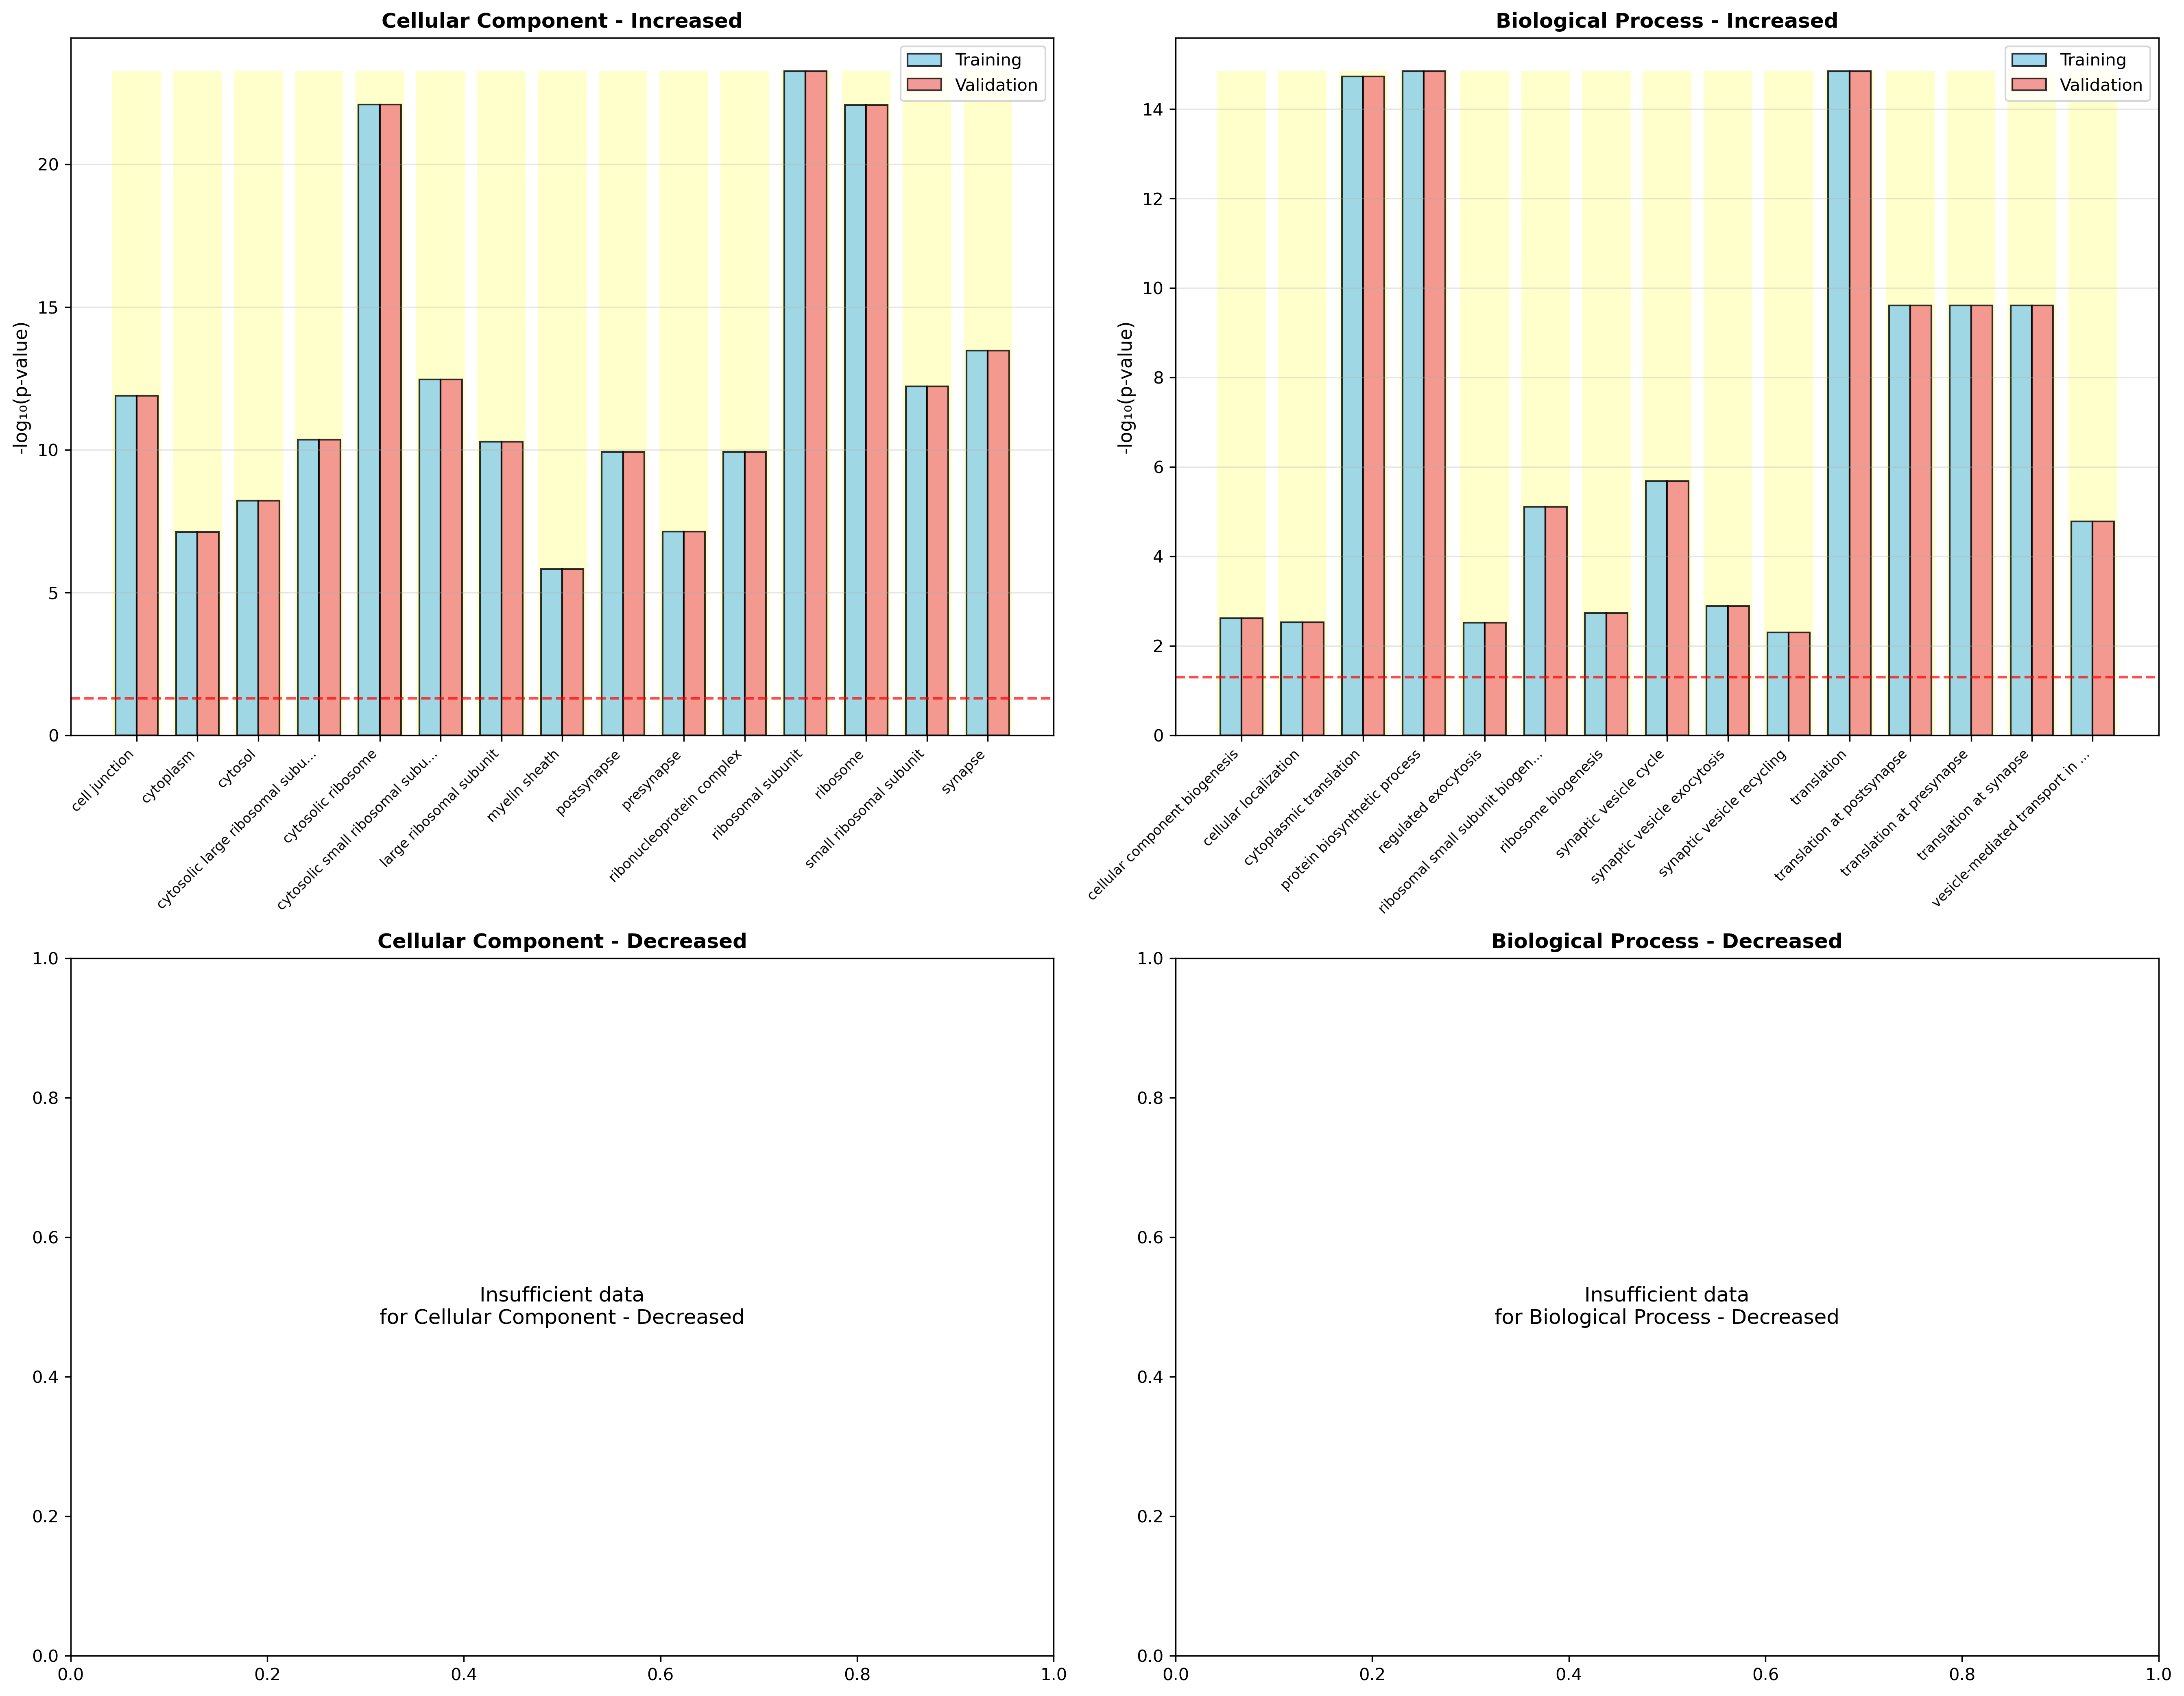 Cellular Component - Increased
Training
Validation
-log₁₀(p-value)
20
15
10
5
0
cell junction
cytoplasm
cytosol
cytosolic large ribosomal subu...
cytosolic ribosome
cytosolic small ribosomal subu...
large ribosomal subunit
myelin sheath
postsynapse
presynapse
ribonucleoprotein complex
ribosomal subunit
ribosome
small ribosomal subunit
synapse
Biological Process - Increased
Training
Validation
-log₁₀(p-value)
14
12
10
8
6
4
2
0
cellular component biogenesis
cellular localization
cytoplasmic translation
protein biosynthetic process
regulated exocytosis
ribosomal small subunit biogen...
ribosome biogenesis
synaptic vesicle cycle
synaptic vesicle exocytosis
synaptic vesicle recycling
translation
translation at postsynapse
translation at presynapse
translation at synapse
vesicle-mediated transport in ...
Cellular Component - Decreased
1.0
0.8
0.6
0.4
0.2
0.0
Insufficient data
for Cellular Component - Decreased
0.0 0.2 0.4 0.6 0.8 1.0
Biological Process - Decreased
1.0
0.8
0.6
0.4
0.2
0.0
Insufficient data
for Biological Process - Decreased
0.0 0.2 0.4 0.6 0.8 1.0